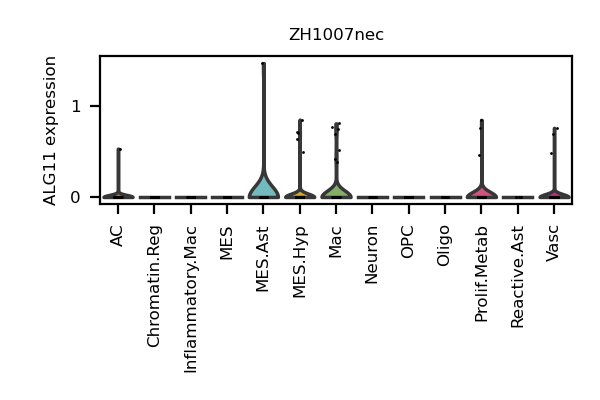 ZH1007nec
ALG11 expression
1
0
AC
Chromatin.Reg
Inflammatory.Mac
MES
MES.Ast
MES.Hyp
Mac
Neuron
OPC
Oligo
Prolif.Metab
Reactive.Ast
Vasc